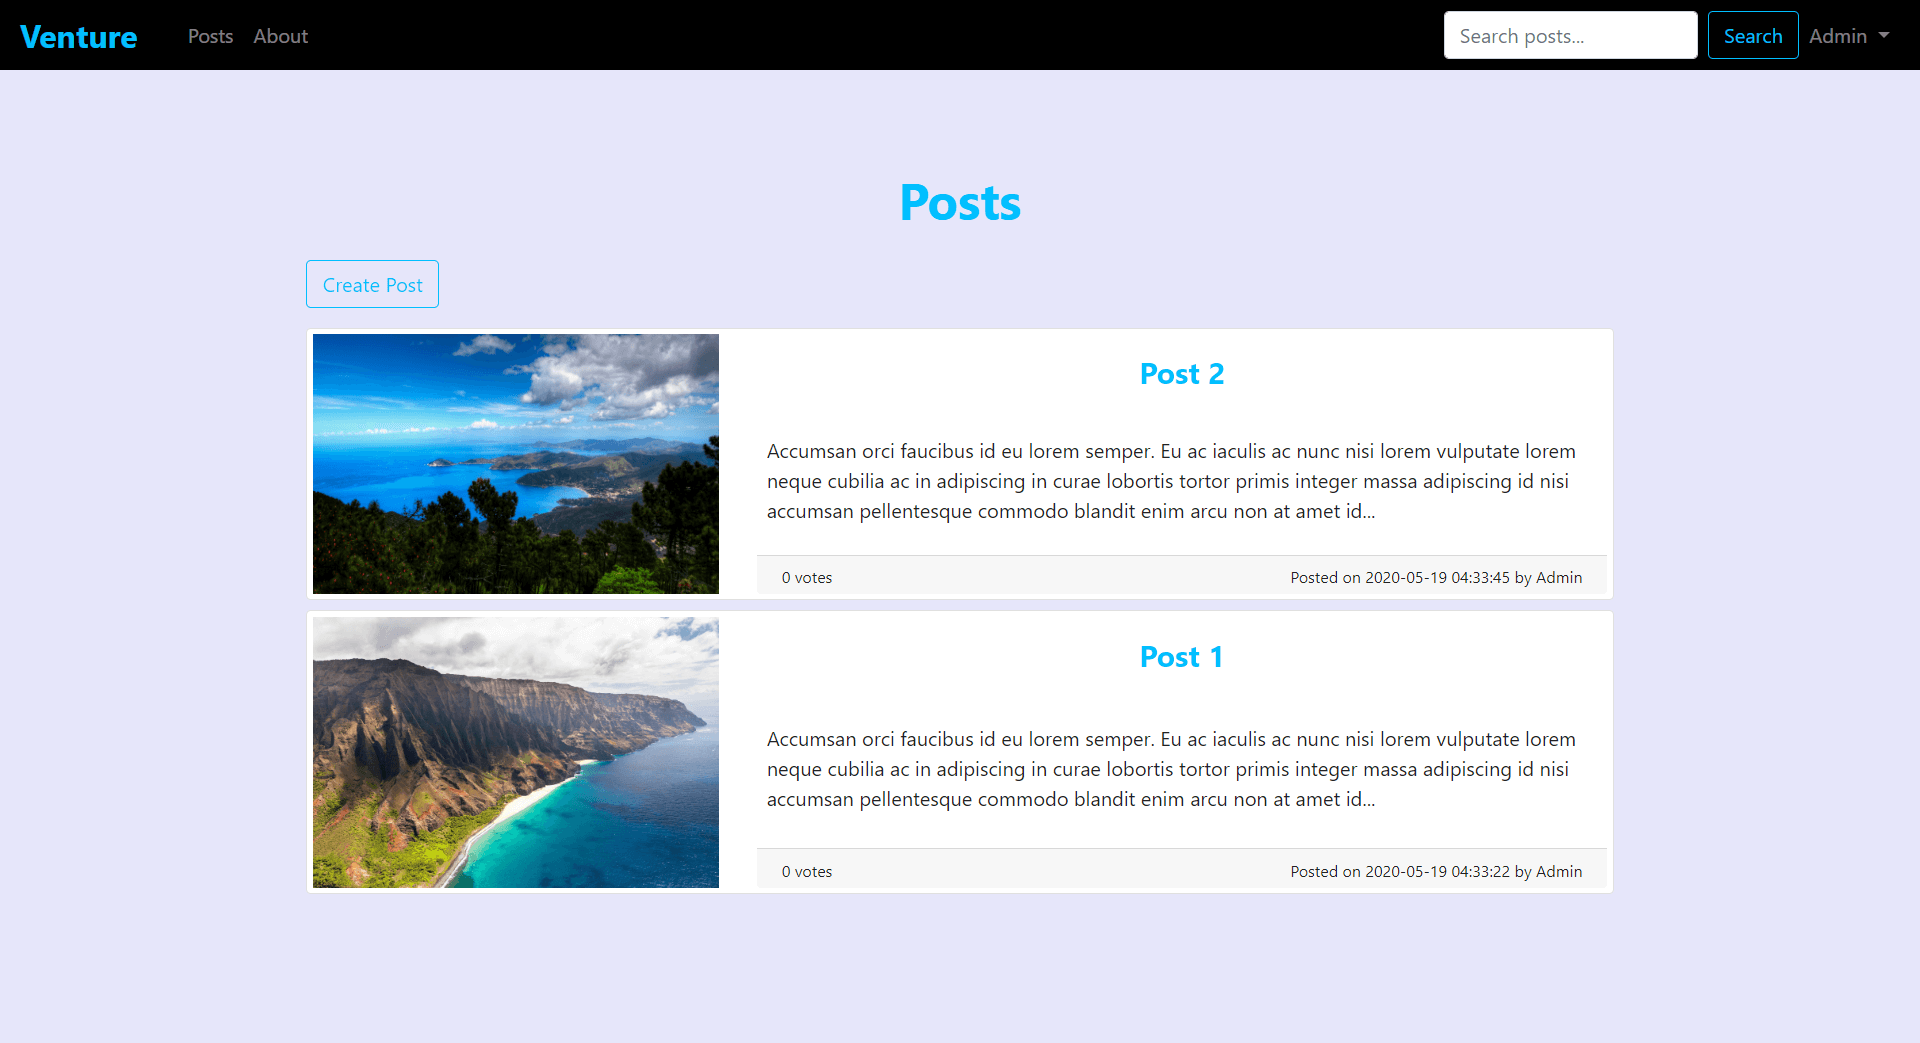 Venture
Posts
About
Search posts...
Search
Admin
Posts
Create Post
Post 2
Accumsan orci faucibus id eu lorem semper. Eu ac iaculis ac nunc nisi lorem vulputate lorem
neque cubilia ac in adipiscing in curae lobortis tortor primis integer massa adipiscing id nisi
accumsan pellentesque commodo blandit enim arcu non at amet id...
0 votes
Posted on 2020-05-19 04:33:45 by Admin
Post 1
Accumsan orci faucibus id eu lorem semper. Eu ac iaculis ac nunc nisi lorem vulputate lorem
neque cubilia ac in adipiscing in curae lobortis tortor primis integer massa adipiscing id nisi
accumsan pellentesque commodo blandit enim arcu non at amet id...
0 votes
Posted on 2020-05-19 04:33:22 by Admin